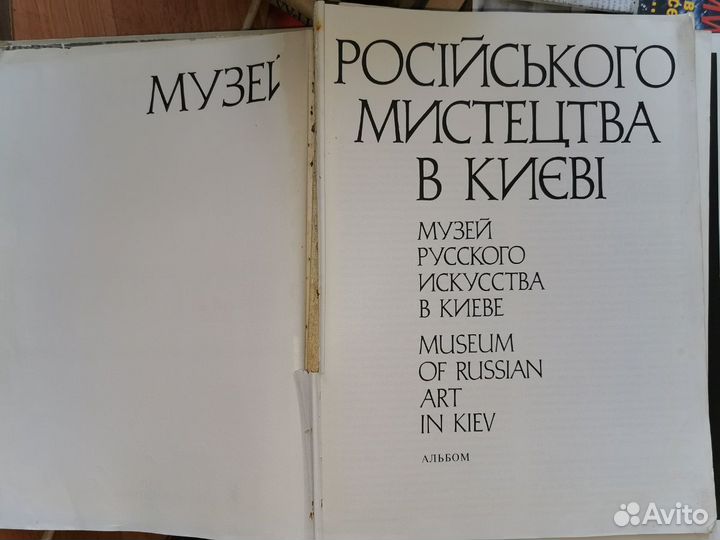 МУЗЕЙ
РОСІЙСЬКОГО
МИСТЕЦТВА
В КИЄВІ
МУЗЕЙ
РУССКОГО
ИСКУССТВА
В КИЕВЕ
MUSEUM
OF RUSSIAN
ART
IN KIEV
АЛЬБОМ
Avito